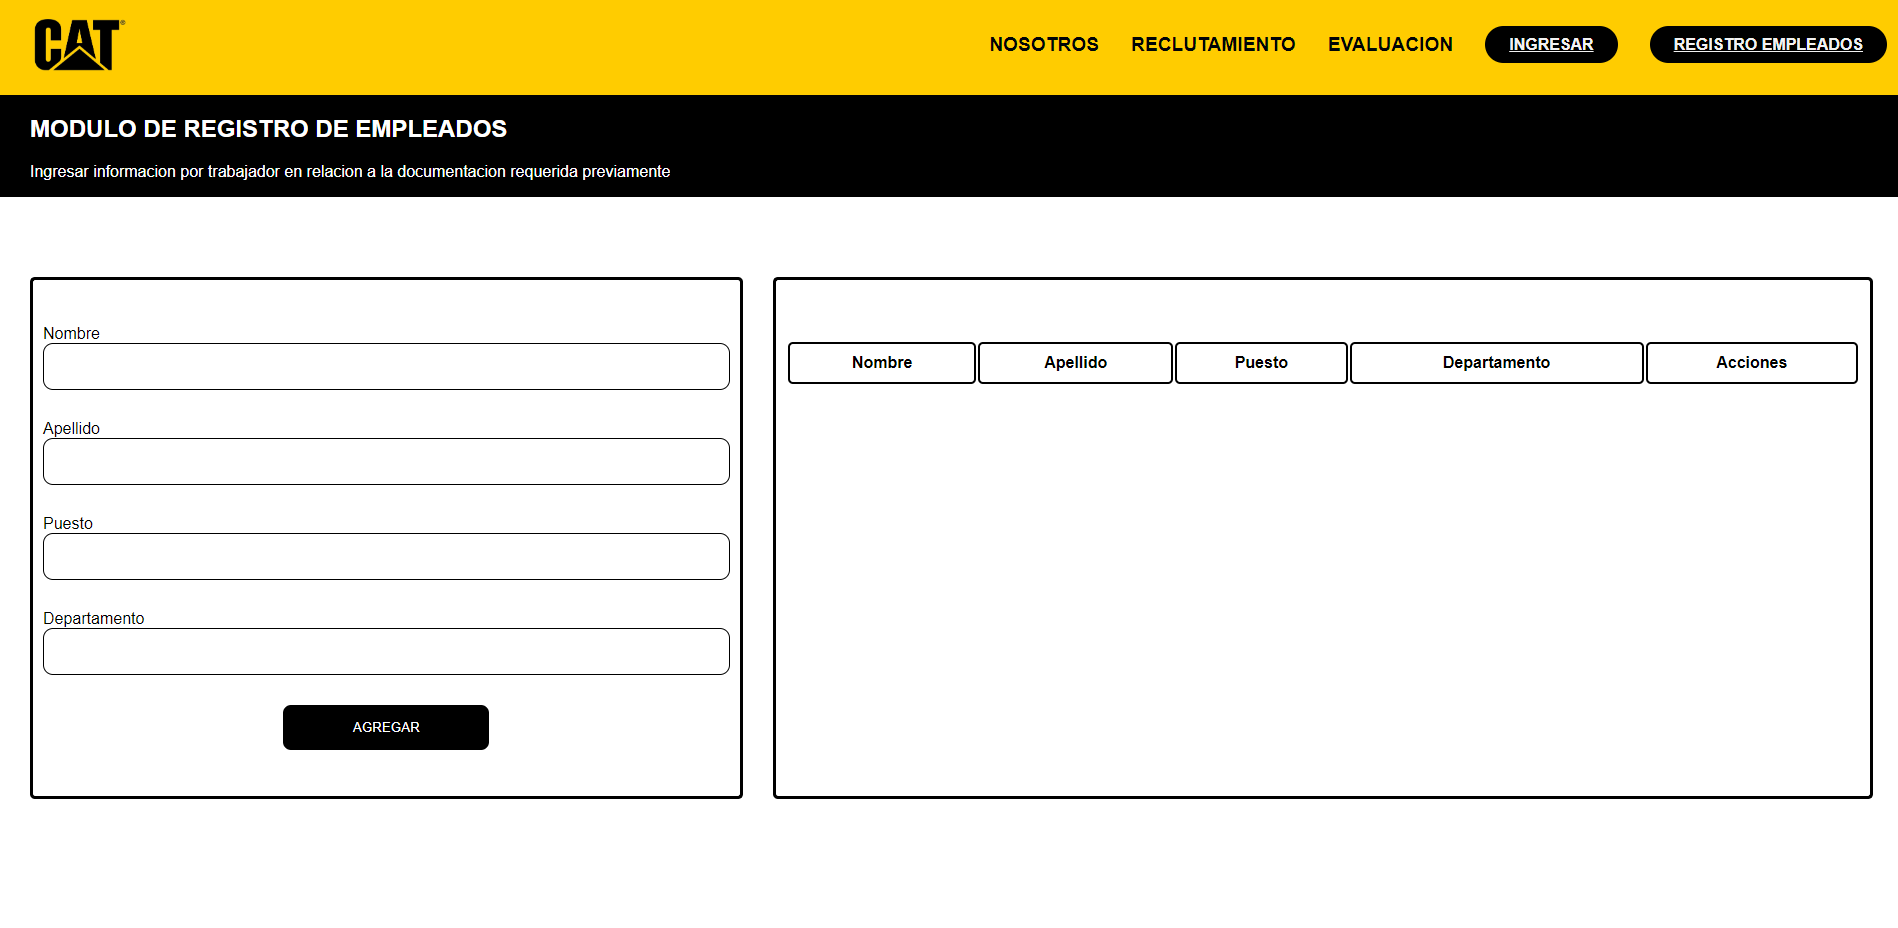 CAT®
NOSOTROS RECLUTAMIENTO EVALUACION INGRESAR REGISTRO EMPLEADOS
MODULO DE REGISTRO DE EMPLEADOS
Ingresar informacion por trabajador en relacion a la documentacion requerida previamente
Nombre
Apellido
Puesto
Departamento
AGREGAR
Nombre Apellido Puesto Departamento Acciones